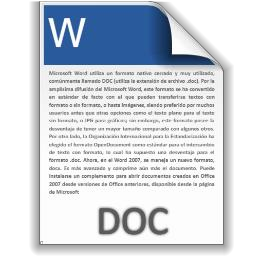 W
Microsoft Word utiliza un formato nativo cerrado y muy utilizado,
comúnmente llamado DOC (utiliza la extensión de archivo .doc). Por la
amplísima difusión del Microsoft Word, este formato se ha convertido
en estándar de facto con el que pueden transferirse textos con
formato o sin formato, o hasta imágenes, siendo preferido por muchos
usuarios antes que otras opciones como el texto plano para el texto
sin formato, o JPG para gráficos; sin embargo, este formato posee la
desventaja de tener un mayor tamaño comparado con algunos otros.
Por otro lado, la Organización Internacional para la Estandarización ha
elegido el formato OpenDocument como estándar para el intercambio
de texto con formato, lo cual ha supuesto una desventaja para el
formato .doc. Ahora, en el Word 2007, se maneja un nuevo formato,
docx. Es más avanzado y comprime aún más el documento. Puede
instalarse un complemento para abrir documentos creados en Office
2007 desde versiones de Office anteriores, disponible desde la página
de Microsoft
DOC